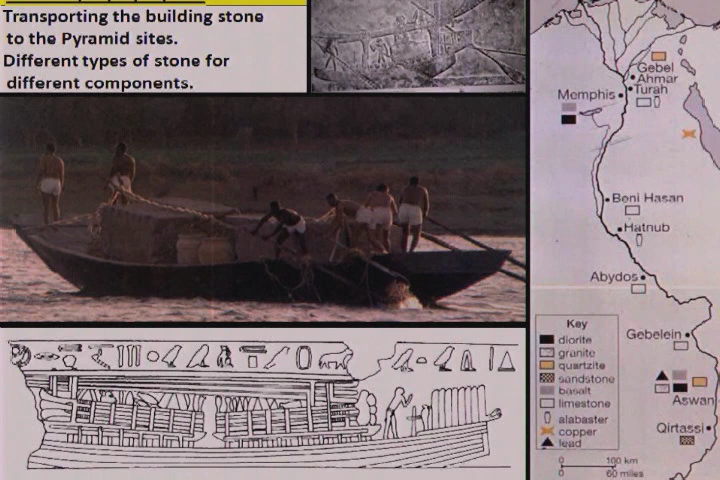 Transporting the building stone
to the Pyramid sites.
Different types of stone for
different components.
Gebel
Ahmar
Turah
Memphis
Beni Hasan
Hatnub
Abydos
Gebelein
Aswan
Qirtassi
Key
diorite
granite
quartzite
sandstone
basalt
limestone
alabaster
copper
lead
0 100 km
0 60 miles